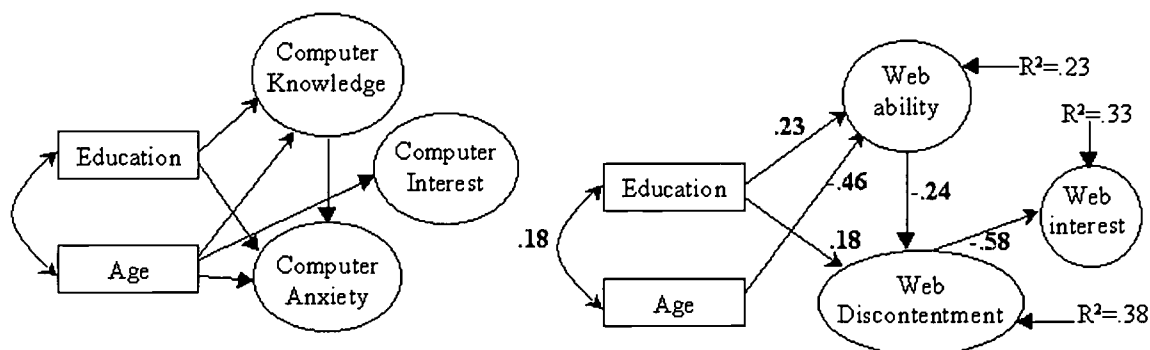 Computer
Knowledge
Education
Computer
Interest
Age
Computer
Anxiety
Web
ability
R²=.23
R²=.33
.23
Education
-.46
-.24
Web
interest
.18
.18
-.58
Age
Web
Discontentment
R²=.38